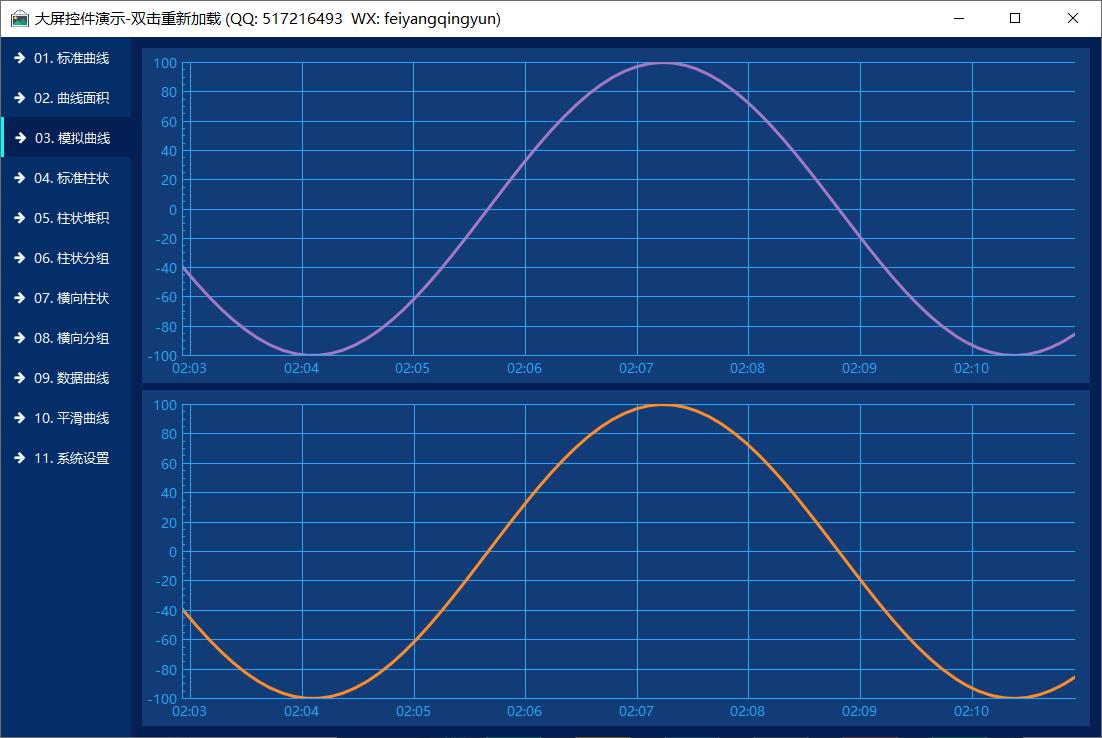 大屏控件演示-双击重新加载 (QQ: 517216493  WX: feiyangqingyun)
01. 标准曲线
02. 曲线面积
03. 模拟曲线
04. 标准柱状
05. 柱状堆积
06. 柱状分组
07. 横向柱状
08. 横向分组
09. 数据曲线
10. 平滑曲线
11. 系统设置
100
80
60
40
20
0
-20
-40
-60
-80
-100
02:03 02:04 02:05 02:06 02:07 02:08 02:09 02:10
100
80
60
40
20
0
-20
-40
-60
-80
-100
02:03 02:04 02:05 02:06 02:07 02:08 02:09 02:10